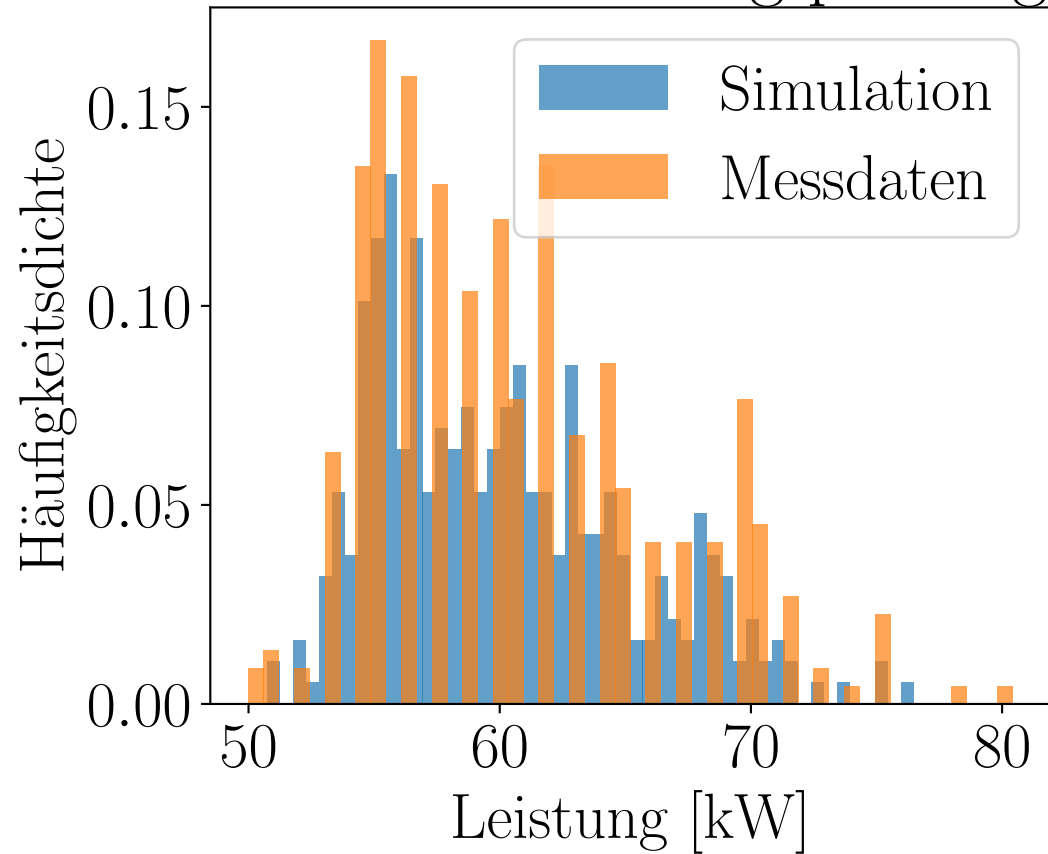 Simulation
Messdaten
Häufigkeitsdichte
0.15
0.10
0.05
0.00
50 60 70 80
Leistung [kW]